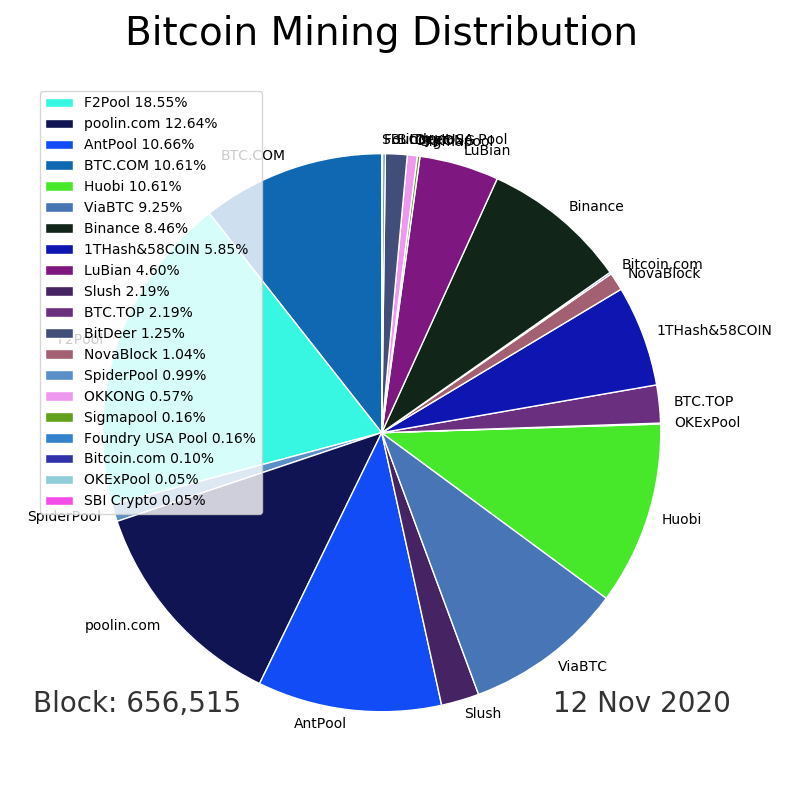 Bitcoin Mining Distribution
F2Pool 18.55%
poolin.com 12.64%
AntPool 10.66%
BTC.COM 10.61%
Huobi 10.61%
ViaBTC 9.25%
Binance 8.46%
1THash&58COIN 5.85%
LuBian 4.60%
Slush 2.19%
BTC.TOP 2.19%
BitDeer 1.25%
NovaBlock 1.04%
SpiderPool 0.99%
OKKONG 0.57%
Sigmapool 0.16%
Foundry USA Pool 0.16%
Bitcoin.com 0.10%
OKExPool 0.05%
SBI Crypto 0.05%
BTC.COM
F2Pool
SpiderPool
poolin.com
AntPool
Slush
ViaBTC
Huobi
OKExPool
BTC.TOP
1THash&58COIN
NovaBlock
Bitcoin.com
Binance
LuBian
Block: 656,515
12 Nov 2020